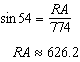 sin 54 = RA/774
RA ≈ 626.2